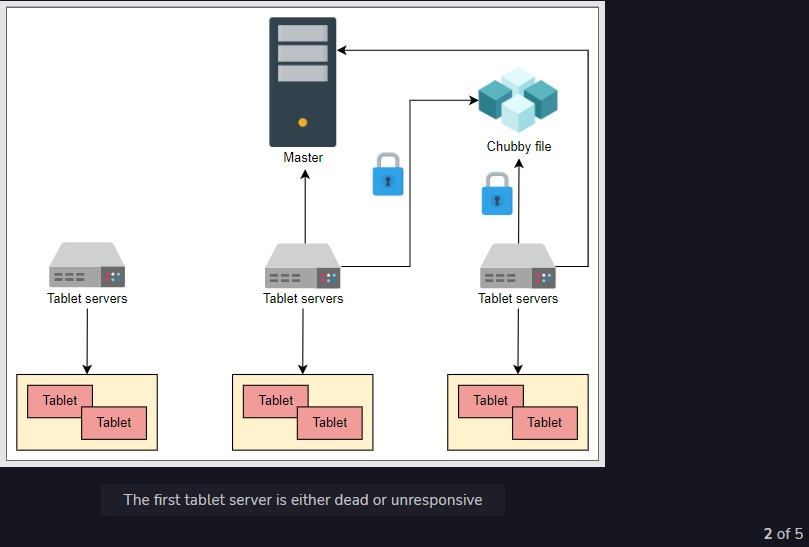 Master
Chubby file
Tablet servers
Tablet servers
Tablet servers
Tablet
Tablet
Tablet
Tablet
Tablet
Tablet
The first tablet server is either dead or unresponsive
2 of 5